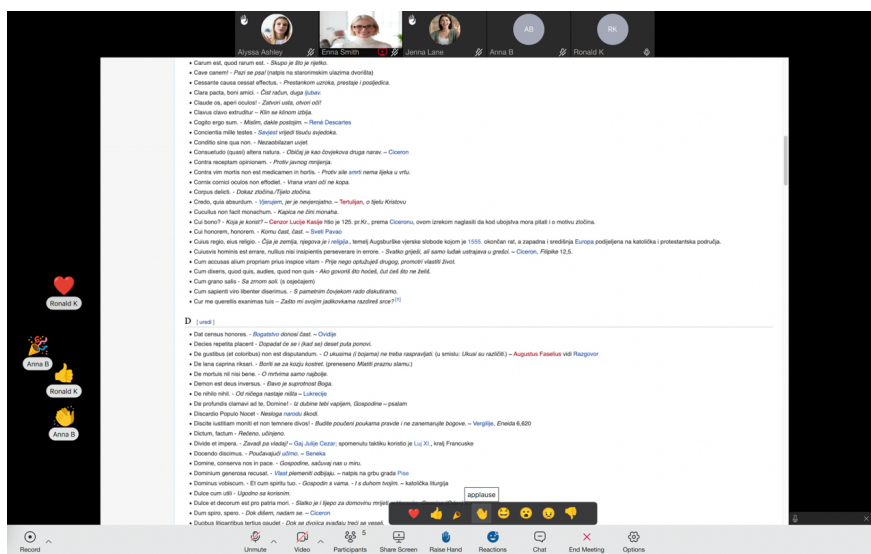 AB
RK
Alyssa Ashley
Enna Smith
Jenna Lane
Anna B
Ronald K
• Carum est, quod rarum est. - Skupo je što je rijetko.
• Cave canem! - Pazi se psa! (natpis na starorimskim ulazima dvorišta)
• Cessante causa cessat effectus. - Prestankom uzroka, prestaje i posljedica.
• Clara pacta, boni amici. - Čist račun, duga ljubav.
• Claude os, aperi oculos! - Zatvori usta, otvori oči!
• Clavus clavo extruditur – Klin se klinom izbija.
• Cogito ergo sum. - Mislim, dakle postojim. – René Descartes
• Concientia mille testes - Savjest vrijedi tisuću svjedoka.
• Conditio sine qua non. - Nezaobilazan uvjet.
• Consuetudo (quasi) altera natura. - Običaj je kao čovjekova druga narav. – Ciceron
• Contra receptam opinionem. - Protiv javnog mnijenja.
• Contra vim mortis non est medicamen in hortis. - Protiv sile smrti nema lijeka u vrtu.
• Cornix cornici oculos non effodiet. - Vrana vrani oči ne kopa.
• Corpus delicti. - Dokaz zločina./Tijelo zločina.
• Credo, quia absurdum. - Vjerujem, jer je nevjerojatno. – Tertulijan, o tijelu Kristovu
• Cucullus non facit monachum. - Kapica ne čini monaha.
• Cui bono? - Koja je korist? – Cenzor Lucije Kasije htio je 125. pr.Kr., prema Ciceronu, ovom izrekom naglasiti da kod ubojstva mora pitati i o motivu zločina.
• Cui honorem, honorem. - Komu čast, čast. – Sveti Pavao
• Cuius regio, eius religio. - Čija je zemlja, njegova je i religija., temelj Augsburške vjerske slobode kojom je 1555. okončan rat, a zapadna i središnja Europa podijeljena na katolička i protestantska područja.
• Cuiusvis hominis est errare, nullius nisi insipientis perseverare in errore. - Svatko griješi, ali samo luđak ustrajava u grešci. – Ciceron, Filipike 12,5.
• Cum accusas alium propriam prius inspice vitam - Prije nego optužuješ drugog, promotri vlastiti život.
• Cum dixeris, quod quis, audies, quod non quis - Ako govoriš što hoćeš, čut ćeš što ne želiš.
• Cum grano salis - Sa zrnom soli. (s osjećajem)
• Cum sapienti viro libenter diserimus. - S pametnim čovjekom rado diskutiramo.
• Cur me querellis exanimas tuis – Zašto mi svojim jadikovkama razdireš srce?[1]
D [ uredi ]
• Dat census honores. - Bogatstvo donosi čast. – Ovidije
• Decies repetita placent - Dopadat će se i (kad se) deset puta ponovi.
• De gustibus (et coloribus) non est disputandum. - O ukusima (i bojama) ne treba raspravljati. (u smislu: Ukusi su različiti.) – Augustus Faselius vidi Razgovor
• De lana caprina riksari. - Boriti se za kozju kostret. (preneseno Mlatiti praznu slamu.)
• De mortuis nil nisi bene. - O mrtvima samo najbolje.
• Demon est deus inversus. - Đavo je suprotnost Boga.
• De nihilo nihil. - Od ničega nastaje ništa – Lukrecije
• De profundis clamavi ad te, Domine! - Iz dubine tebi vapijem, Gospodine – psalam
• Discardio Populo Nocet - Nesloga narodu škodi.
• Discite iustitiam moniti et non temnere divos! - Budite poučeni poukama pravde i ne zanemarujte bogove. – Vergilije, Eneida 6,620
• Dictum, factum - Rečeno, učinjeno.
• Divide et impera. - Zavadi pa vladaj! – Gaj Julije Cezar; spomenutu taktiku koristio je Luj XI., kralj Francuske
• Docendo discimus. - Poučavajući učimo. – Seneka
• Domine, conserva nos in pace. - Gospodine, sačuvaj nas u miru.
• Dominium generosa recusat. - Vlast plemeniti odbijaju. – natpis na grbu grada Pise
• Dominus vobiscum. - Et cum spiritu tuo. - Gospodin s vama. - I s duhom tvojim. – katolička liturgija
• Dulce cum utili - Ugodno sa korisnim.
• Dulce et decorum est pro patria mori. - Slatko je i lijepo za domovinu mrijeti
• Dum spiro, spero. - Dok dišem, nadam se. – Ciceron
• Duobus litigantibus tertius gaudet - Dok se dvojica svađaju treći se veseli.
Ronald K
Anna B
Ronald K
Anna B
applause
5
Record
Unmute
Video
Participants
Share Screen
Raise Hand
Reactions
Chat
End Meeting
Options